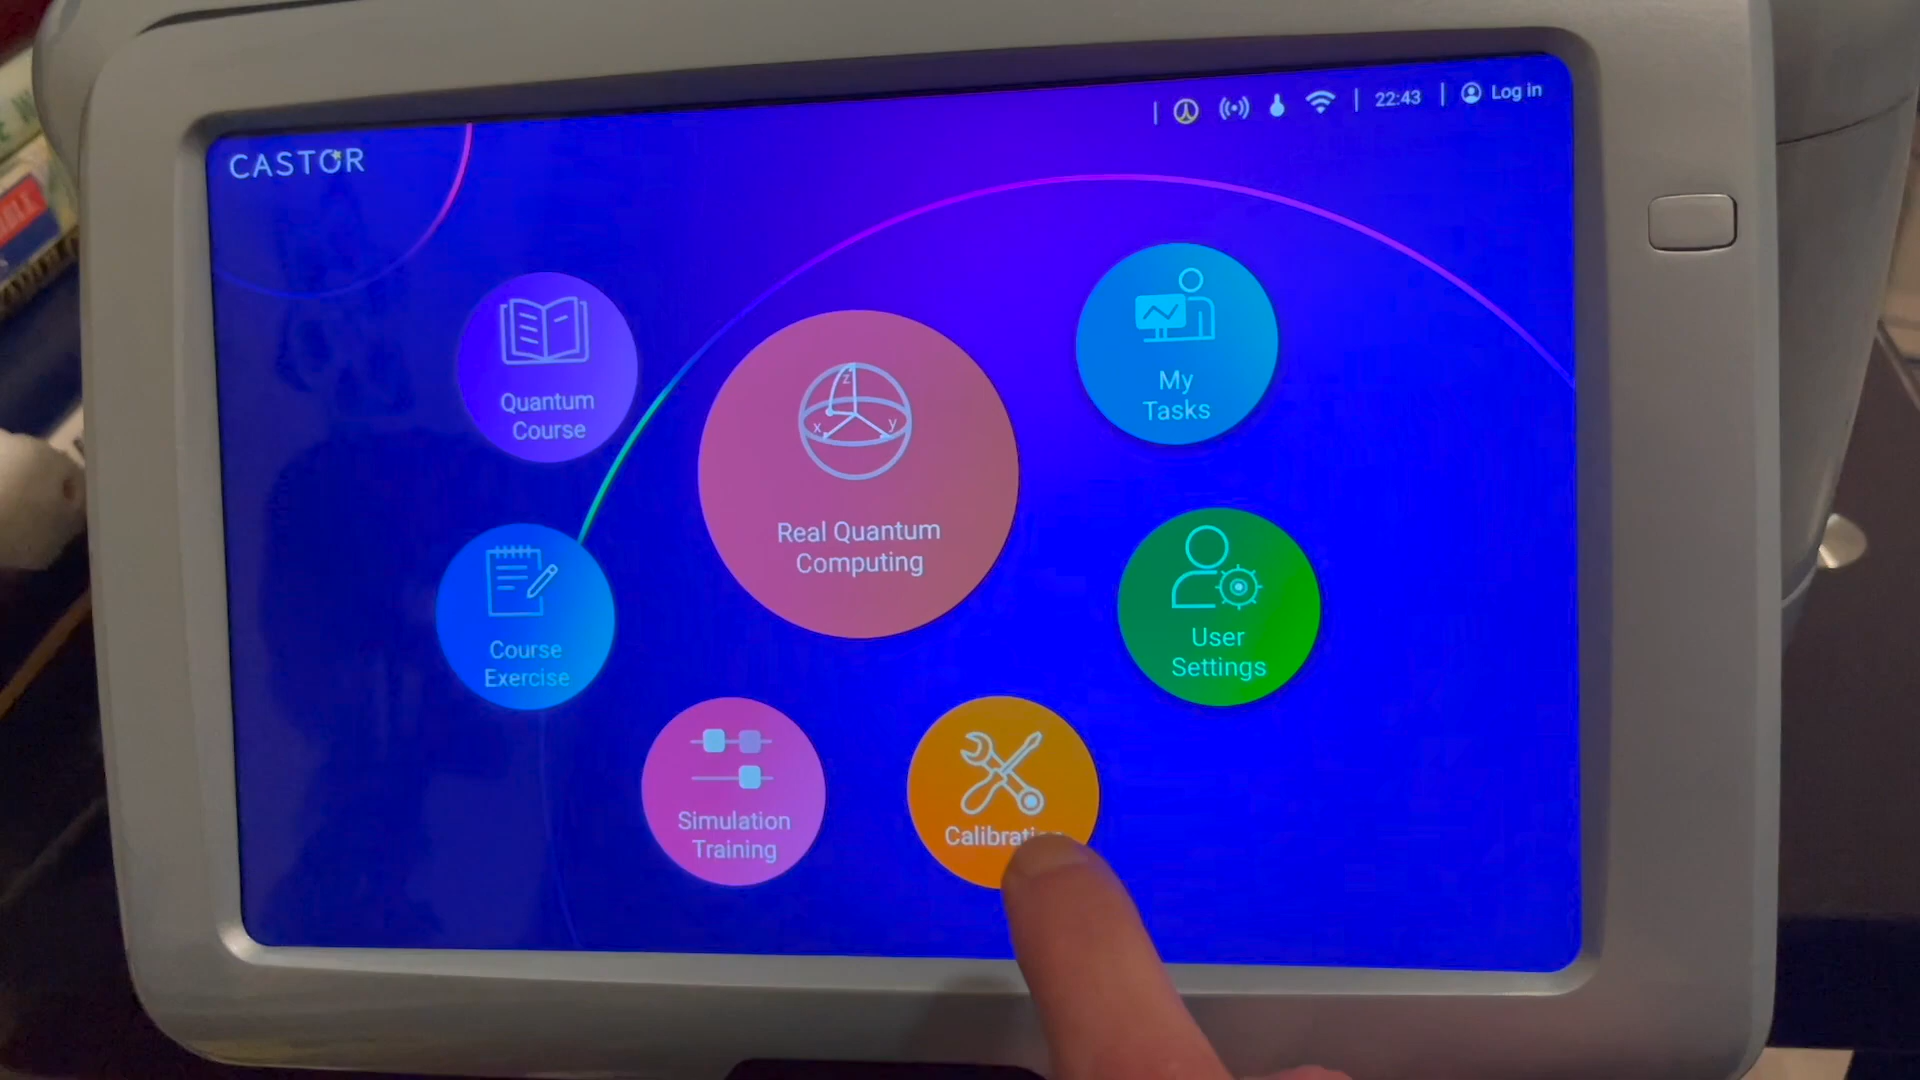 CASTOR
22:43
Log in
Quantum
Course
Real Quantum
Computing
z
x
y
My
Tasks
Course
Exercise
User
Settings
Simulation
Training